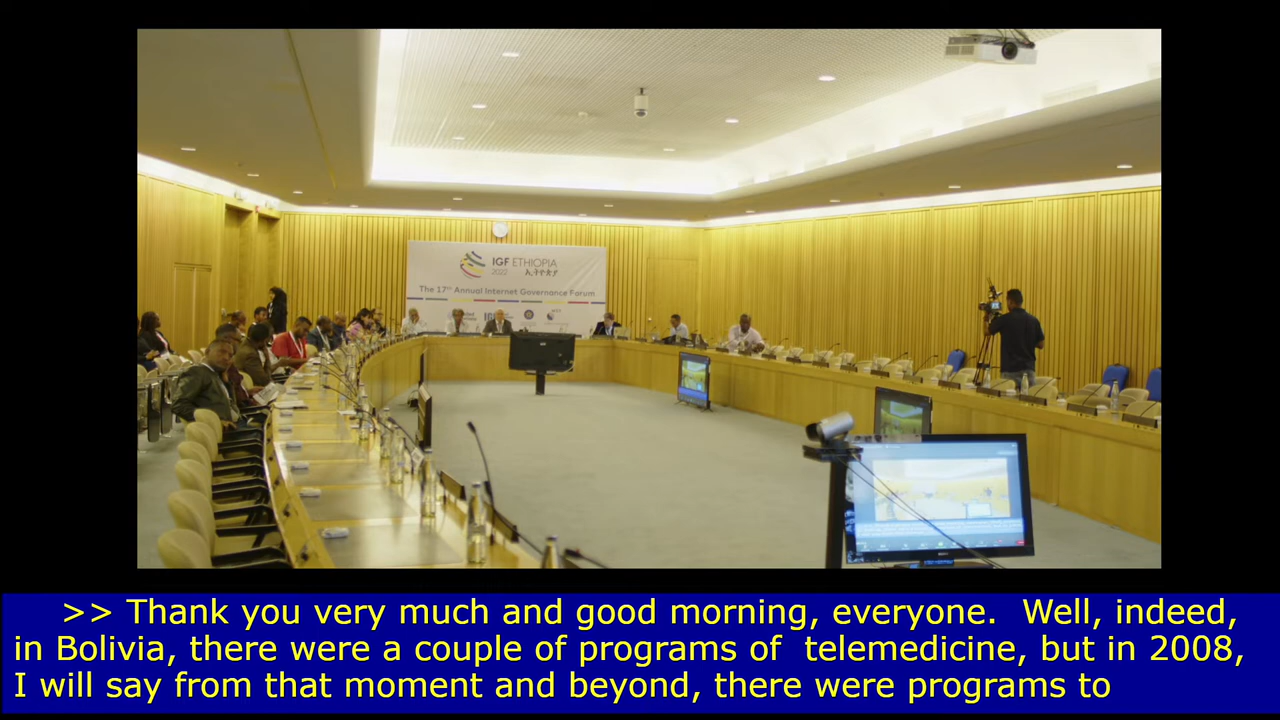 IGF ETHIOPIA
2022 ኢትዮጵያ
The 17th Annual Internet Governance Forum
>> Thank you very much and good morning, everyone. Well, indeed,
in Bolivia, there were a couple of programs of telemedicine, but in 2008,
I will say from that moment and beyond, there were programs to